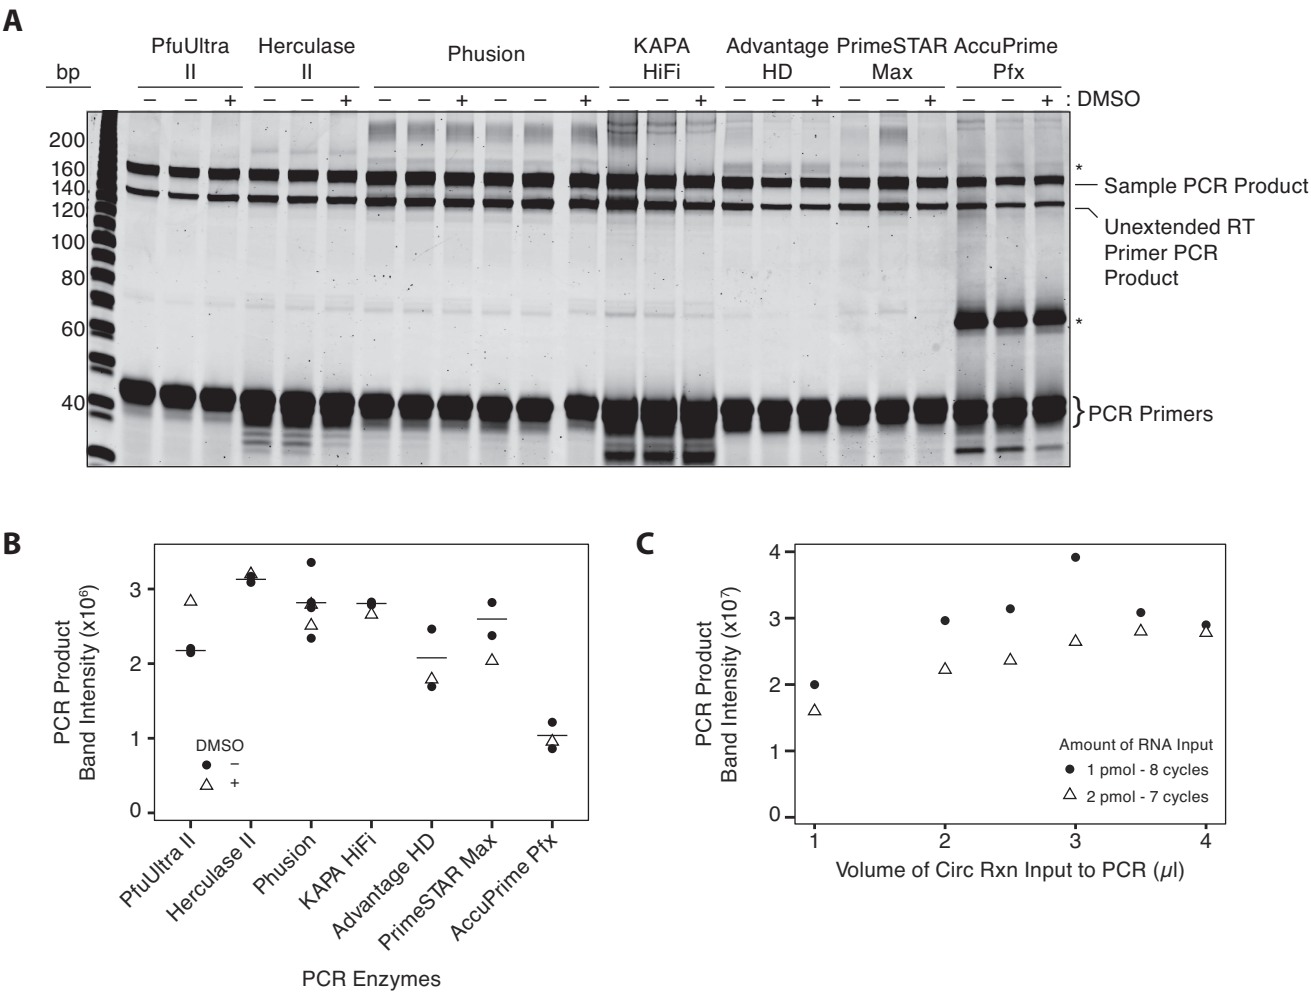 A
PfuUltra II
Herculase II
Phusion
KAPA HiFi
Advantage HD
PrimeSTAR Max
AccuPrime Pfx
bp
− − + − − + − − + − − + − − + − − + − − + − − + : DMSO
200
160
140
120
100
80
60
40
*
Sample PCR Product
Unextended RT
Primer PCR
Product
*
} PCR Primers
B
PCR Product
Band Intensity (x10⁶)
3
2
1
0
DMSO
● −
△ +
PfuUltra II
Herculase II
Phusion
KAPA HiFi
Advantage HD
PrimeSTAR Max
AccuPrime Pfx
PCR Enzymes
C
PCR Product
Band Intensity (x10⁷)
4
3
2
1
0
Amount of RNA Input
● 1 pmol - 8 cycles
△ 2 pmol - 7 cycles
1 2 3 4
Volume of Circ Rxn Input to PCR (µl)